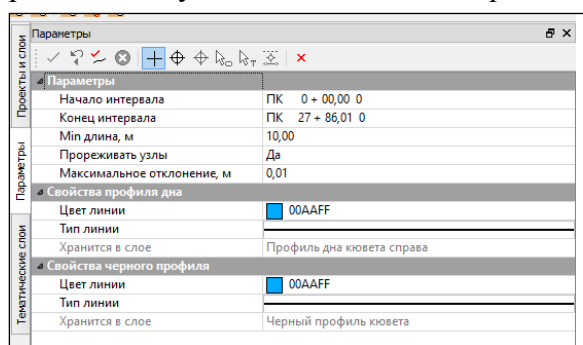 Параметры
Проекты и слои
Параметры
Тематические слои
Параметры
Начало интервала ПК 0 + 00,00 0
Конец интервала ПК 27 + 86,01 0
Min длина, м 10,00
Прореживать узлы Да
Максимальное отклонение, м 0,01
Свойства профиля дна
Цвет линии 00AAFF
Тип линии
Хранится в слое Профиль дна кювета справа
Свойства черного профиля
Цвет линии 00AAFF
Тип линии
Хранится в слое Черный профиль кювета